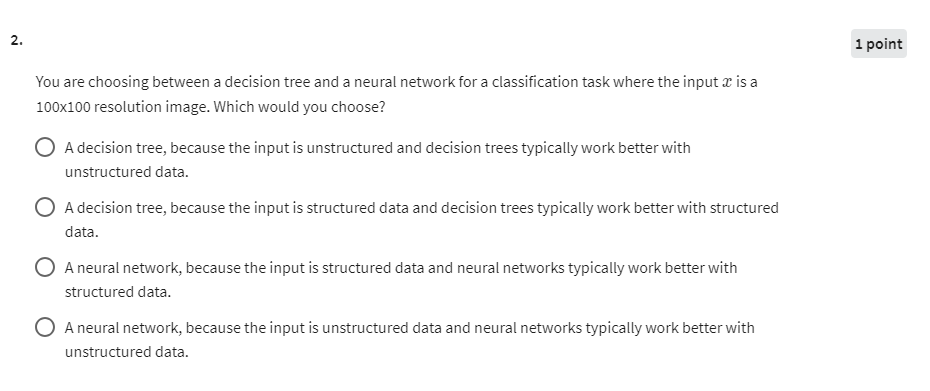 2.
1 point
You are choosing between a decision tree and a neural network for a classification task where the input x is a
100x100 resolution image. Which would you choose?
A decision tree, because the input is unstructured and decision trees typically work better with
unstructured data.
A decision tree, because the input is structured data and decision trees typically work better with structured
data.
A neural network, because the input is structured data and neural networks typically work better with
structured data.
A neural network, because the input is unstructured data and neural networks typically work better with
unstructured data.